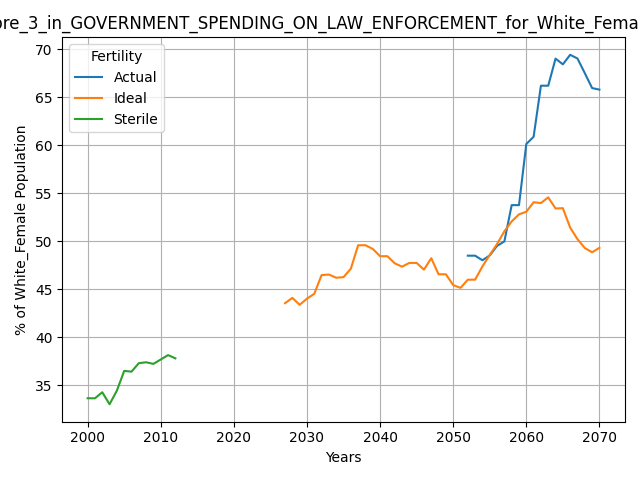 ore_3_in_GOVERNMENT_SPENDING_ON_LAW_ENFORCEMENT_for_White_Fema
Fertility
Actual
Ideal
Sterile
% of White_Female Population
70
65
60
55
50
45
40
35
2000 2010 2020 2030 2040 2050 2060 2070
Years